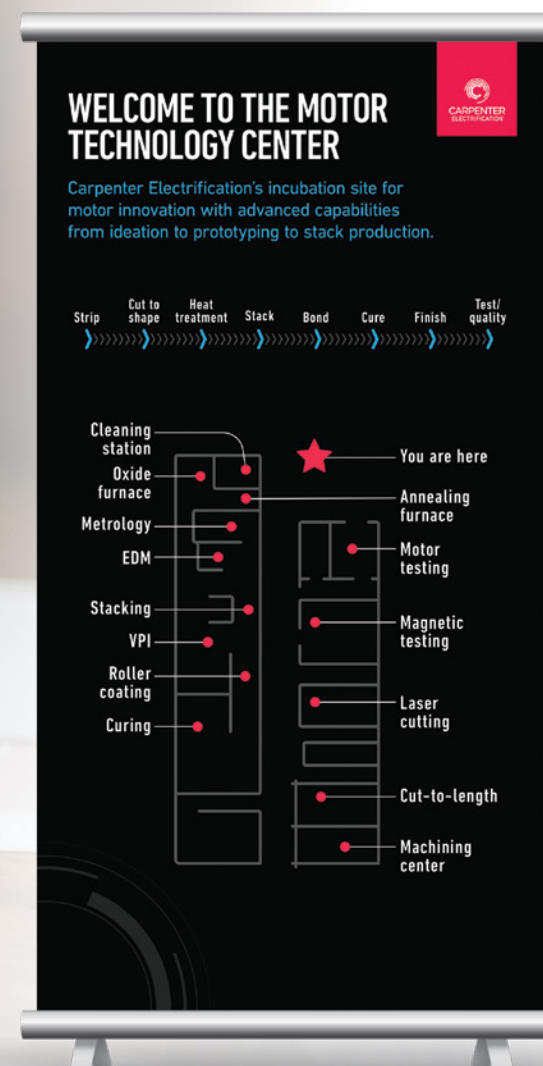 WELCOME TO THE MOTOR
TECHNOLOGY CENTER
CARPENTER
ELECTRIFICATION
Carpenter Electrification's incubation site for
motor innovation with advanced capabilities
from ideation to prototyping to stack production.
Strip
Cut to
shape
Heat
treatment
Stack
Bond
Cure
Finish
Test/
quality
Cleaning
station
Oxide
furnace
Metrology
EDM
Stacking
VPI
Roller
coating
Curing
You are here
Annealing
furnace
Motor
testing
Magnetic
testing
Laser
cutting
Cut-to-length
Machining
center